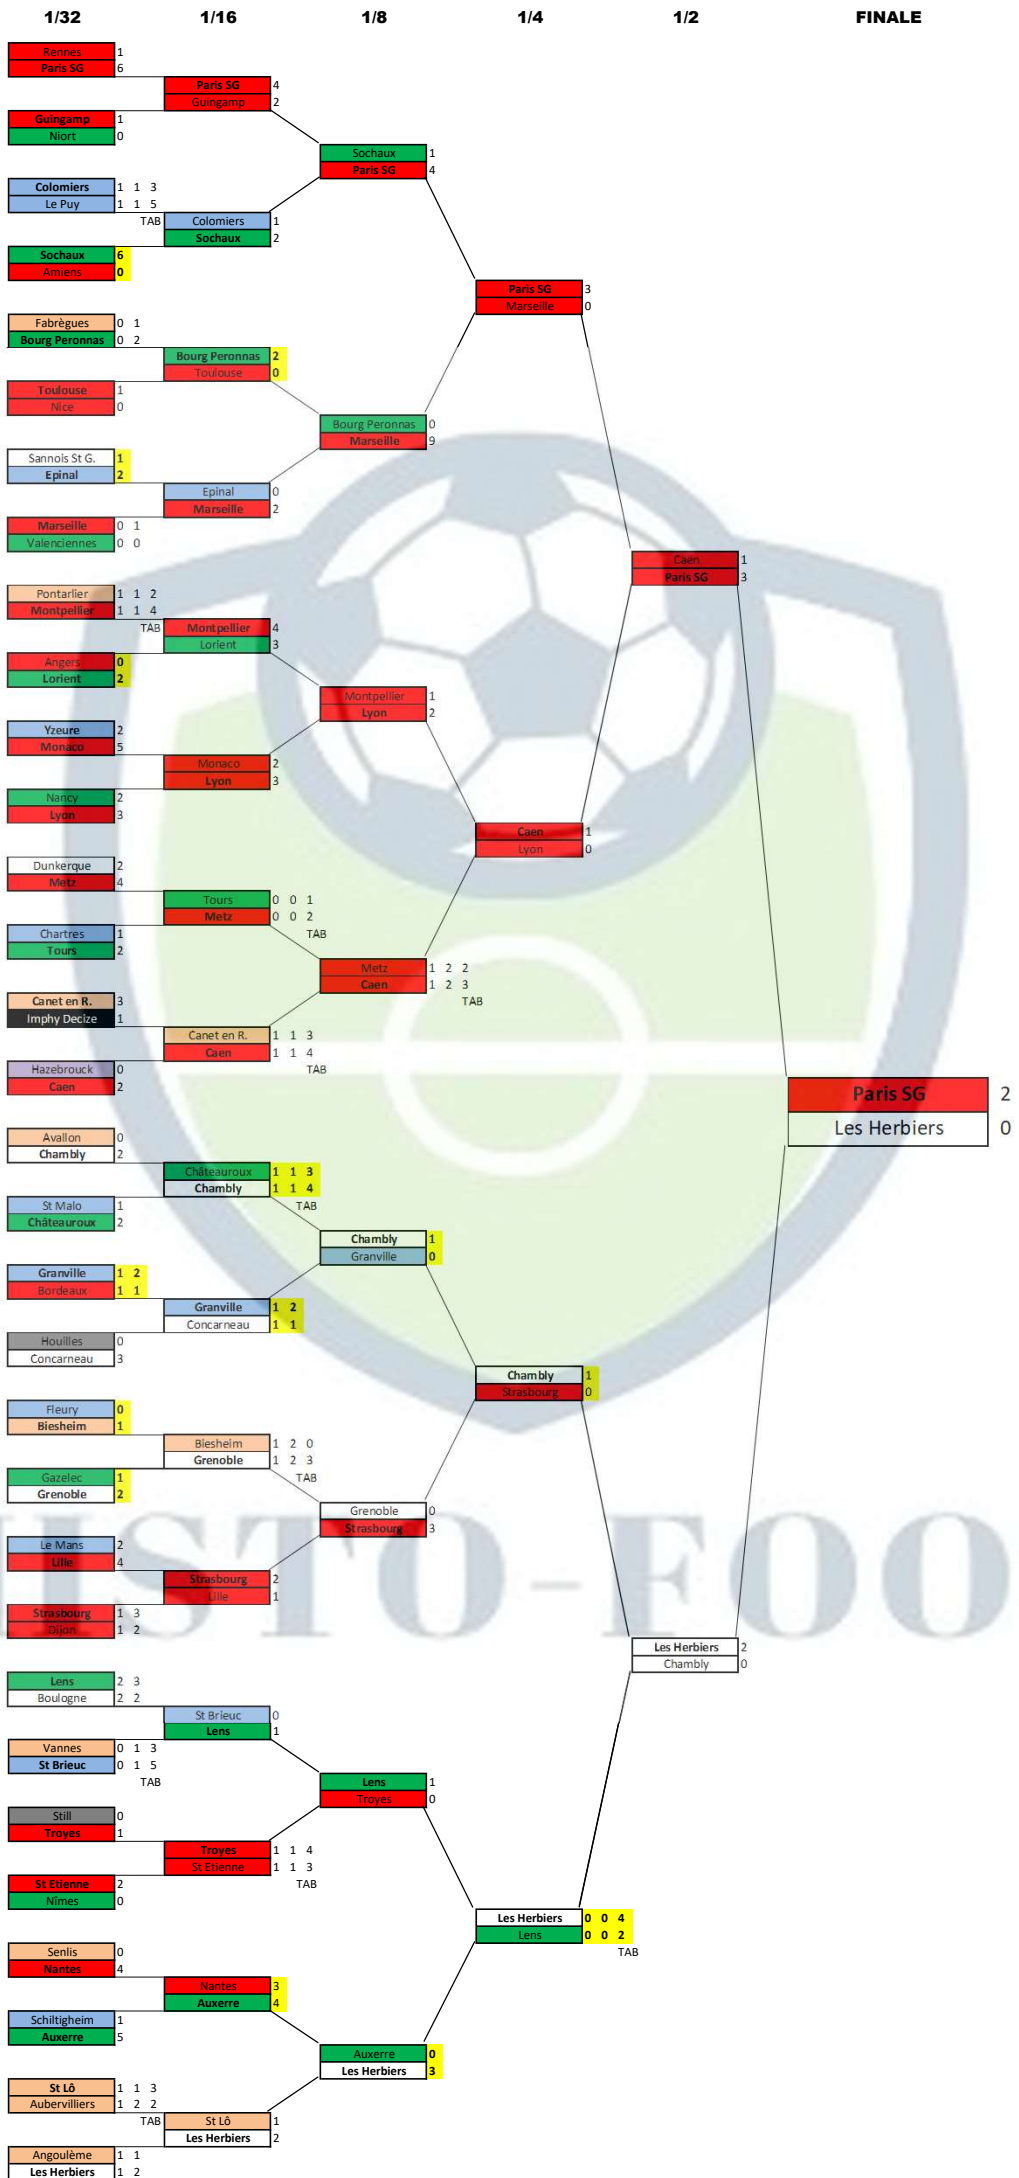 1/32 1/16 1/8 1/4 1/2 FINALE
Rennes 1
Paris SG 6
Paris SG 4
Guingamp 2
Guingamp 1
Niort 0
Sochaux 1
Paris SG 4
Colomiers 1 1 3
Le Puy 1 1 5
TAB
Colomiers 1
Sochaux 2
Sochaux 6
Amiens 0
Paris SG 3
Marseille 0
Fabrègues 0 1
Bourg Peronnas 0 2
Bourg Peronnas 2
Toulouse 0
Toulouse 1
Nice 0
Bourg Peronnas 0
Marseille 9
Sannois St G. 1
Epinal 2
Epinal 0
Marseille 2
Marseille 0 1
Valenciennes 0 0
Caen 1
Paris SG 3
Pontarlier 1 1 2
Montpellier 1 1 4
TAB
Montpellier 4
Lorient 3
Angers 0
Lorient 2
Montpellier 1
Lyon 2
Yzeure 2
Monaco 5
Monaco 2
Lyon 3
Nancy 2
Lyon 3
Caen 1
Lyon 0
Dunkerque 2
Metz 4
Tours 0 0 1
Metz 0 0 2
TAB
Chartres 1
Tours 2
Metz 1 2 2
Caen 1 2 3
TAB
Canet en R. 3
Imphy Decize 1
Canet en R. 1 1 3
Caen 1 1 4
TAB
Hazebrouck 0
Caen 2
Paris SG 2
Les Herbiers 0
Avallon 0
Chambly 2
Châteauroux 1 1 3
Chambly 1 1 4
TAB
St Malo 1
Châteauroux 2
Chambly 1
Granville 0
Granville 1 2
Bordeaux 1 1
Granville 1 2
Concarneau 1 1
Houilles 0
Concarneau 3
Chambly 1
Strasbourg 0
Fleury 0
Biesheim 1
Biesheim 1 2 0
Grenoble 1 2 3
TAB
Gazelec 1
Grenoble 2
Grenoble 0
Strasbourg 3
HISTO-FOO
Le Mans 2
Lille 4
Strasbourg 2
Lille 1
Strasbourg 1 3
Dijon 1 2
Les Herbiers 2
Chambly 0
Lens 2 3
Boulogne 2 2
St Brieuc 0
Lens 1
Vannes 0 1 3
St Brieuc 0 1 5
TAB
Lens 1
Troyes 0
Still 0
Troyes 1
Troyes 1 1 4
St Etienne 1 1 3
TAB
St Etienne 2
Nîmes 0
Les Herbiers 0 0 4
Lens 0 0 2
TAB
Senlis 0
Nantes 4
Nantes 3
Auxerre 4
Schiltigheim 1
Auxerre 5
Auxerre 0
Les Herbiers 3
St Lô 1 1 3
Aubervilliers 1 2 2
TAB
St Lô 1
Les Herbiers 2
Angoulème 1 1
Les Herbiers 1 2